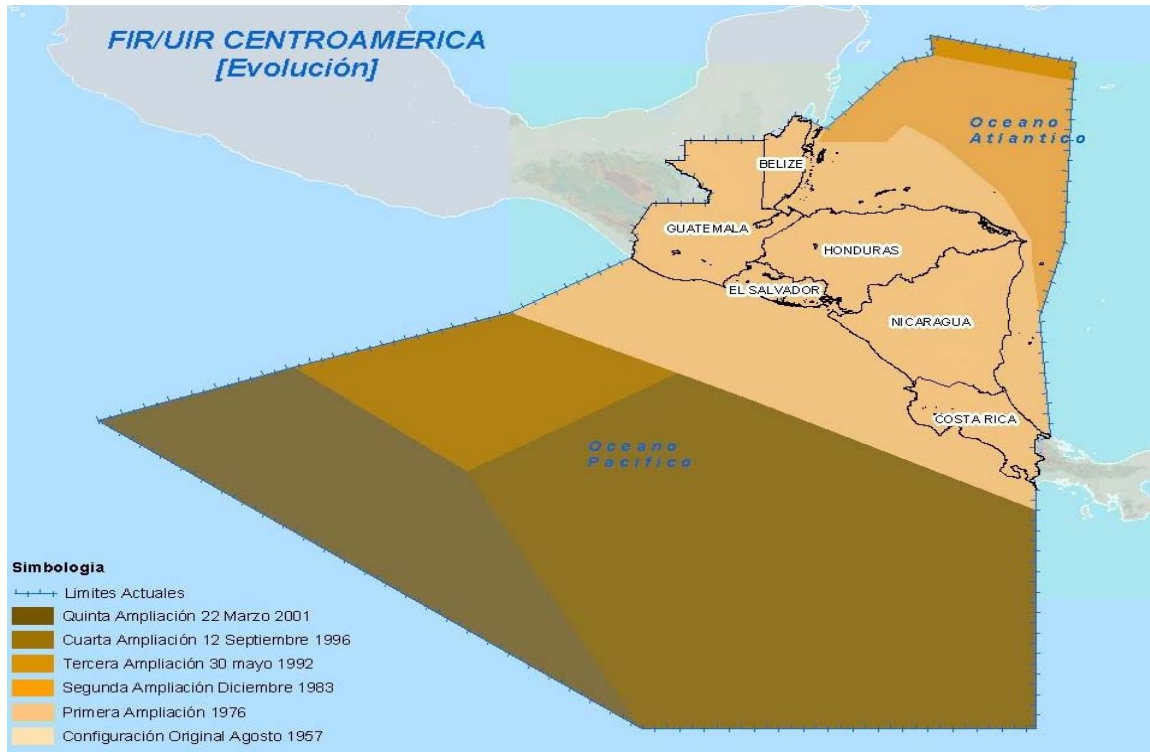 FIR/UIR CENTROAMERICA
[Evolución]
Oceano
Atlantico
BELIZE
GUATEMALA
HONDURAS
EL SALVADOR
NICARAGUA
COSTA RICA
Oceano
Pacifico
Simbologia
Limites Actuales
Quinta Ampliación 22 Marzo 2001
Cuarta Ampliación 12 Septiembre 1996
Tercera Ampliación 30 mayo 1992
Segunda Ampliación Diciembre 1983
Primera Ampliación 1976
Configuración Original Agosto 1957